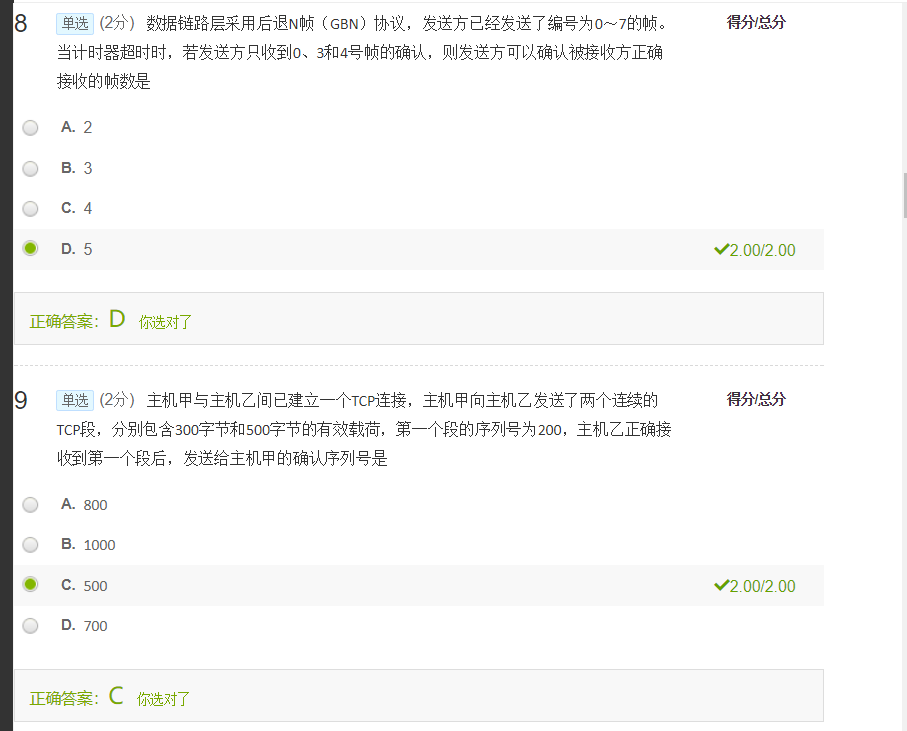 8 单选 (2分) 数据链路层采用后退N帧（GBN）协议，发送方已经发送了编号为0～7的帧。 得分/总分
当计时器超时时，若发送方只收到0、3和4号帧的确认，则发送方可以确认被接收方正确
接收的帧数是
A. 2
B. 3
C. 4
D. 5 2.00/2.00
正确答案：D 你选对了
9 单选 (2分) 主机甲与主机乙间已建立一个TCP连接，主机甲向主机乙发送了两个连续的 得分/总分
TCP段，分别包含300字节和500字节的有效载荷，第一个段的序列号为200，主机乙正确接
收到第一个段后，发送给主机甲的确认序列号是
A. 800
B. 1000
C. 500 2.00/2.00
D. 700
正确答案：C 你选对了